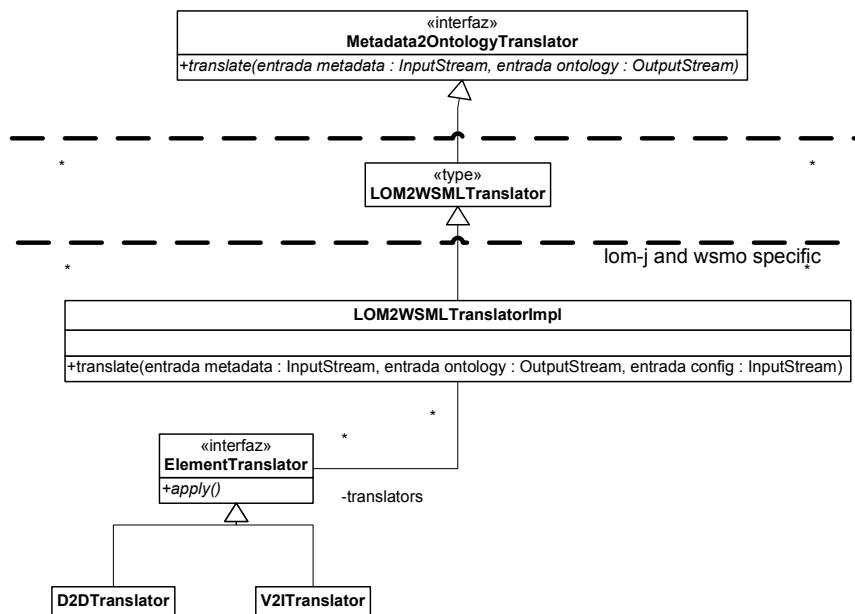 «interfaz»
Metadata2OntologyTranslator
+translate(entrada metadata : InputStream, entrada ontology : OutputStream)
* *
«type»
LOM2WSMLTranslator
lom-j and wsmo specific
* *
LOM2WSMLTranslatorImpl
+translate(entrada metadata : InputStream, entrada ontology : OutputStream, entrada config : InputStream)
*
*
«interfaz»
ElementTranslator
+apply()
-translators
D2DTranslator V2ITranslator